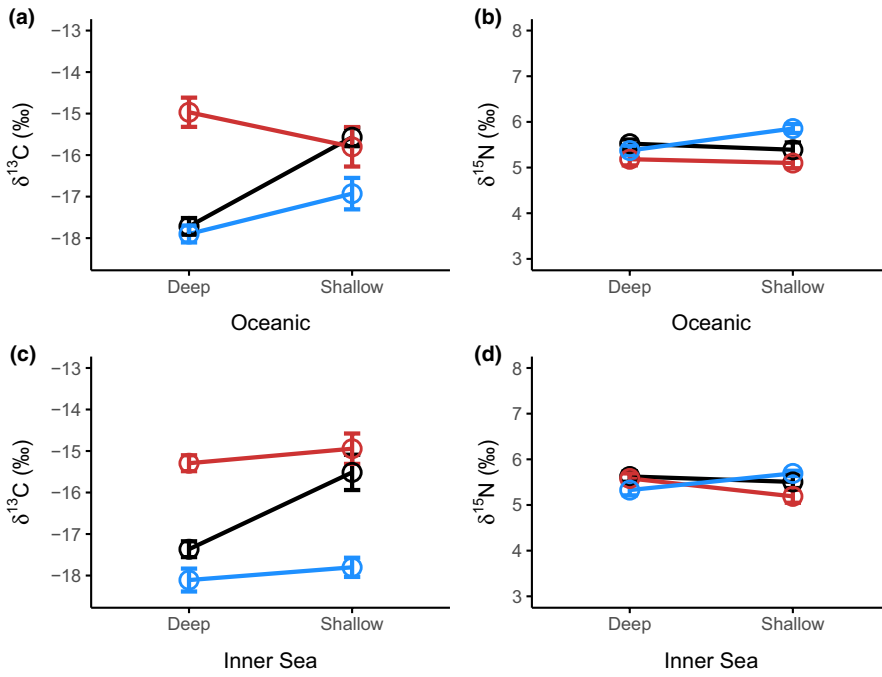 (a)
δ13C (‰)
−13
−14
−15
−16
−17
−18
Deep
Shallow
Oceanic
(b)
δ15N (‰)
8
7
6
5
4
3
Deep
Shallow
Oceanic
(c)
δ13C (‰)
−13
−14
−15
−16
−17
−18
Deep
Shallow
Inner Sea
(d)
δ15N (‰)
8
7
6
5
4
3
Deep
Shallow
Inner Sea